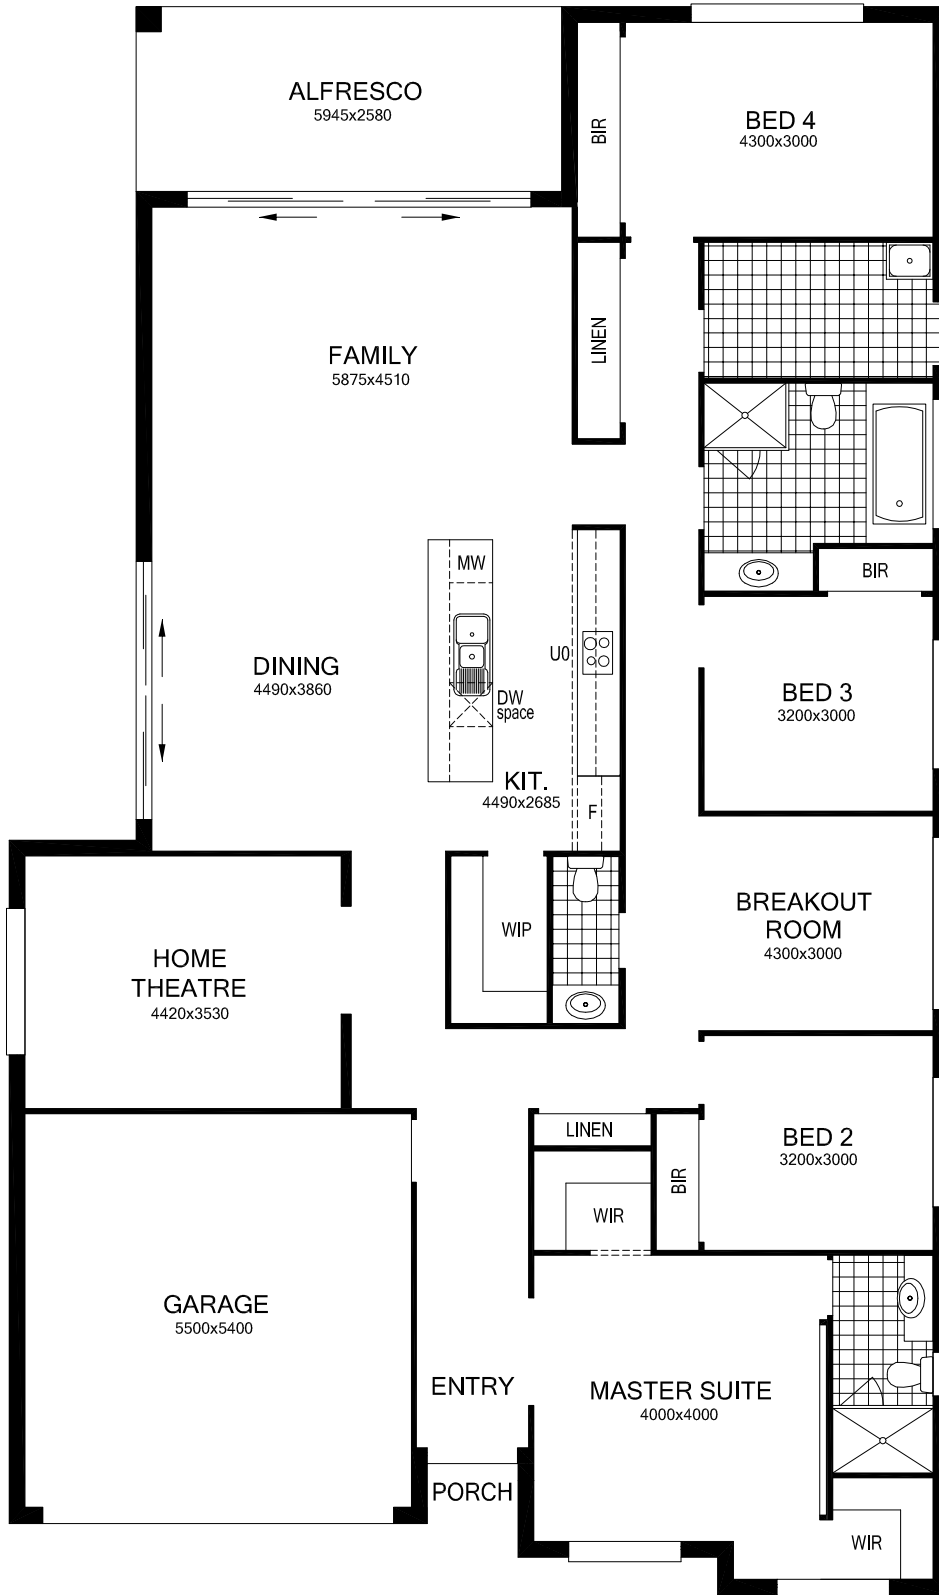 ALFRESCO
5945x2580
BIR
BED 4
4300x3000
LINEN
FAMILY
5875x4510
MW
BIR
U0
DINING
4490x3860
DW
space
BED 3
3200x3000
KIT.
4490x2685
F
BREAKOUT
ROOM
4300x3000
WIP
HOME
THEATRE
4420x3530
LINEN
BED 2
3200x3000
BIR
WIR
GARAGE
5500x5400
ENTRY
MASTER SUITE
4000x4000
PORCH
WIR